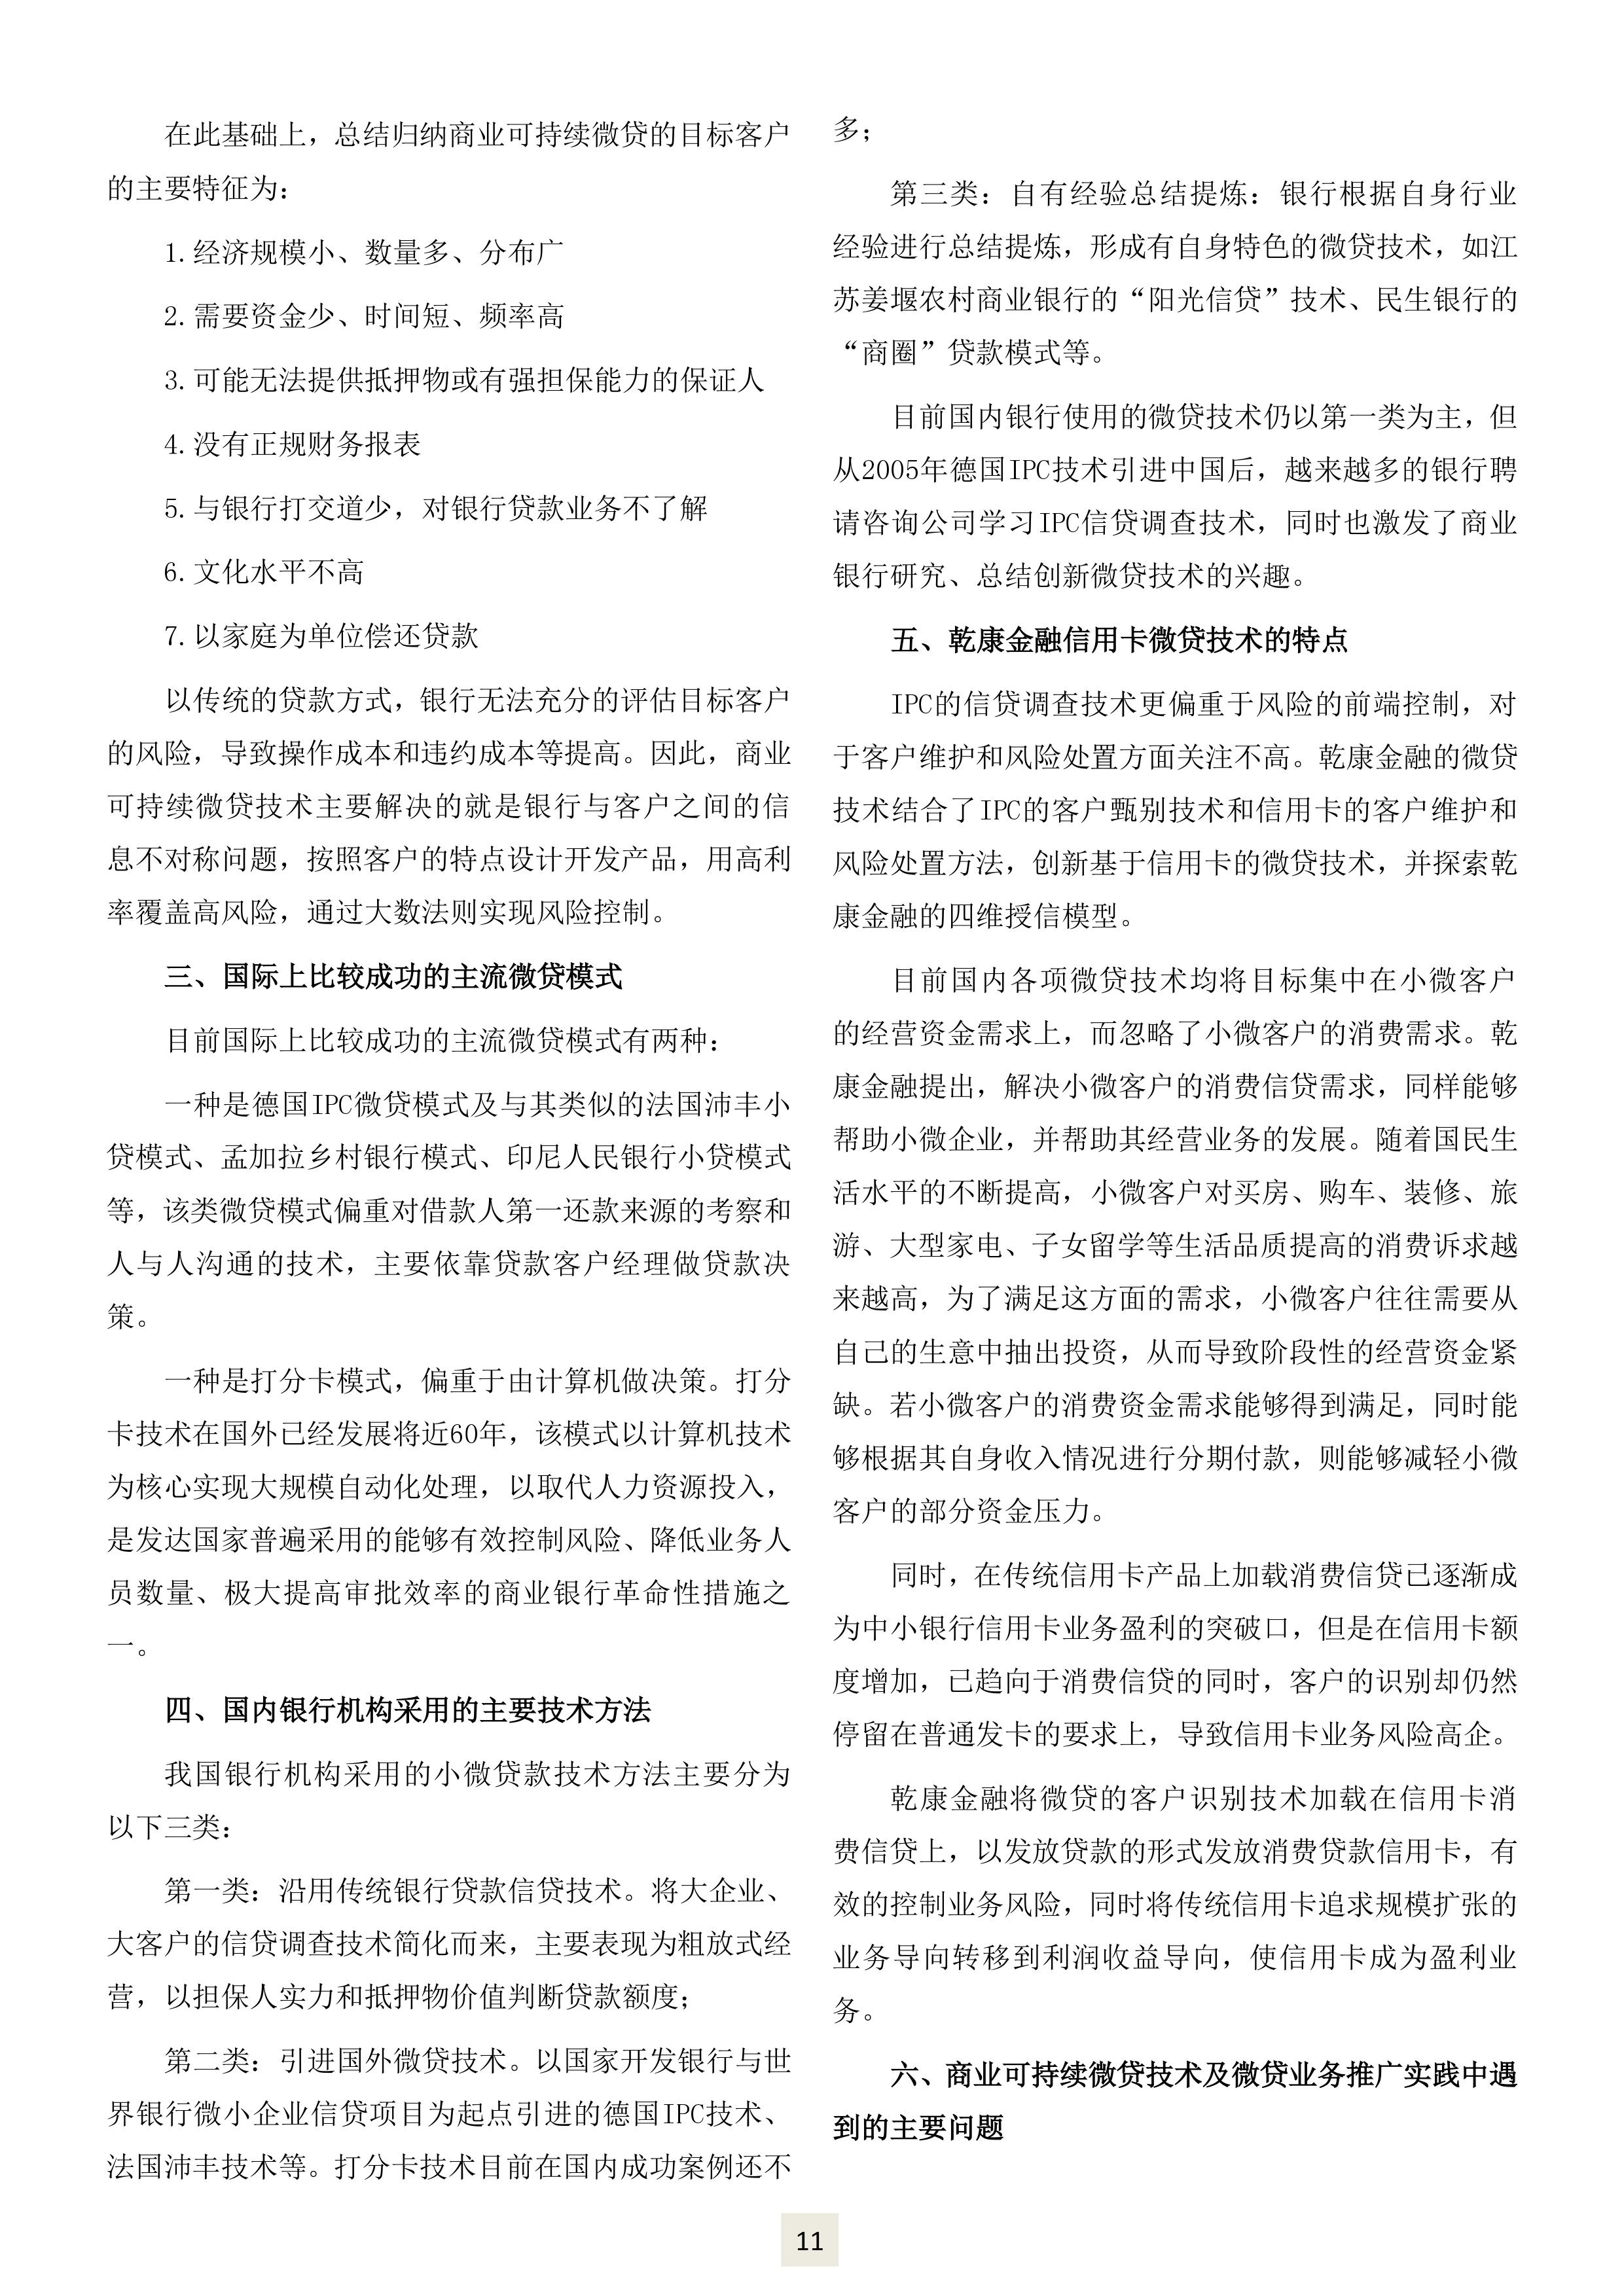 在此基础上，总结归纳商业可持续微贷的目标客户
的主要特征为：
1.经济规模小、数量多、分布广
2.需要资金少、时间短、频率高
3.可能无法提供抵押物或有强担保能力的保证人
4.没有正规财务报表
5.与银行打交道少，对银行贷款业务不了解
6.文化水平不高
7.以家庭为单位偿还贷款
以传统的贷款方式，银行无法充分的评估目标客户
的风险，导致操作成本和违约成本等提高。因此，商业
可持续微贷技术主要解决的就是银行与客户之间的信
息不对称问题，按照客户的特点设计开发产品，用高利
率覆盖高风险，通过大数法则实现风险控制。
三、国际上比较成功的主流微贷模式
目前国际上比较成功的主流微贷模式有两种：
一种是德国IPC微贷模式及与其类似的法国沛丰小
贷模式、孟加拉乡村银行模式、印尼人民银行小贷模式
等，该类微贷模式偏重对借款人第一还款来源的考察和
人与人沟通的技术，主要依靠贷款客户经理做贷款决
策。
一种是打分卡模式，偏重于由计算机做决策。打分
卡技术在国外已经发展将近60年，该模式以计算机技术
为核心实现大规模自动化处理，以取代人力资源投入，
是发达国家普遍采用的能够有效控制风险、降低业务人
员数量、极大提高审批效率的商业银行革命性措施之
一。
四、国内银行机构采用的主要技术方法
我国银行机构采用的小微贷款技术方法主要分为
以下三类：
第一类：沿用传统银行贷款信贷技术。将大企业、
大客户的信贷调查技术简化而来，主要表现为粗放式经
营，以担保人实力和抵押物价值判断贷款额度；
第二类：引进国外微贷技术。以国家开发银行与世
界银行微小企业信贷项目为起点引进的德国IPC技术、
法国沛丰技术等。打分卡技术目前在国内成功案例还不
多；
第三类：自有经验总结提炼：银行根据自身行业
经验进行总结提炼，形成有自身特色的微贷技术，如江
苏姜堰农村商业银行的“阳光信贷”技术、民生银行的
“商圈”贷款模式等。
目前国内银行使用的微贷技术仍以第一类为主，但
从2005年德国IPC技术引进中国后，越来越多的银行聘
请咨询公司学习IPC信贷调查技术，同时也激发了商业
银行研究、总结创新微贷技术的兴趣。
五、乾康金融信用卡微贷技术的特点
IPC的信贷调查技术更偏重于风险的前端控制，对
于客户维护和风险处置方面关注不高。乾康金融的微贷
技术结合了IPC的客户甄别技术和信用卡的客户维护和
风险处置方法，创新基于信用卡的微贷技术，并探索乾
康金融的四维授信模型。
目前国内各项微贷技术均将目标集中在小微客户
的经营资金需求上，而忽略了小微客户的消费需求。乾
康金融提出，解决小微客户的消费信贷需求，同样能够
帮助小微企业，并帮助其经营业务的发展。随着国民生
活水平的不断提高，小微客户对买房、购车、装修、旅
游、大型家电、子女留学等生活品质提高的消费诉求越
来越高，为了满足这方面的需求，小微客户往往需要从
自己的生意中抽出投资，从而导致阶段性的经营资金紧
缺。若小微客户的消费资金需求能够得到满足，同时能
够根据其自身收入情况进行分期付款，则能够减轻小微
客户的部分资金压力。
同时，在传统信用卡产品上加载消费信贷已逐渐成
为中小银行信用卡业务盈利的突破口，但是在信用卡额
度增加，已趋向于消费信贷的同时，客户的识别却仍然
停留在普通发卡的要求上，导致信用卡业务风险高企。
乾康金融将微贷的客户识别技术加载在信用卡消
费信贷上，以发放贷款的形式发放消费贷款信用卡，有
效的控制业务风险，同时将传统信用卡追求规模扩张的
业务导向转移到利润收益导向，使信用卡成为盈利业
务。
六、商业可持续微贷技术及微贷业务推广实践中遇
到的主要问题
11